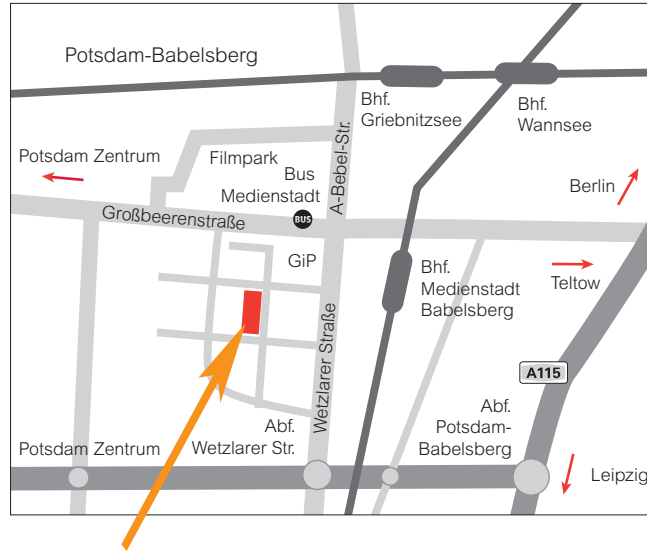 Potsdam-Babelsberg
Bhf.
Griebnitzsee
Bhf.
Wannsee
Potsdam Zentrum
Filmpark
Bus
Medienstadt
A-Bebel-Str.
Berlin
Großbeerenstraße
BUS
GiP
Bhf.
Medienstadt
Babelsberg
Teltow
Wetzlarer Straße
A115
Abf.
Wetzlarer Str.
Abf.
Potsdam-
Babelsberg
Potsdam Zentrum
Leipzig